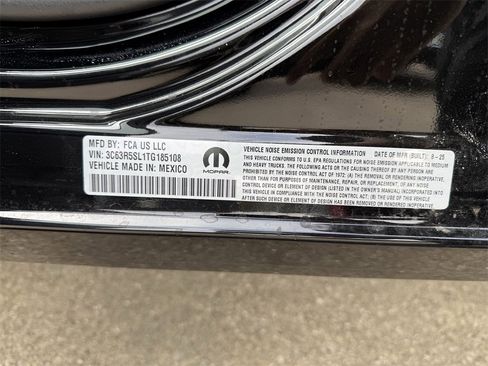 MFD BY: FCA US LLC
VIN: 3C63R5SL1TG185108
VEHICLE MADE IN: MEXICO
MOPAR
VEHICLE NOISE EMISSION CONTROL INFORMATION DATE OF MFR (BUILT): 8-25
THIS VEHICLE CONFORMS TO U.S. EPA REGULATIONS FOR NOISE EMISSION APPLICABLE TO MEDIUM
AND HEAVY TRUCKS. THE FOLLOWING ACTS OR THE CAUSING THEREOF BY ANY PERSON ARE
PROHIBITED BY THE NOISE CONTROL ACT OF 1972: (A) THE REMOVAL OR RENDERING INOPERATIVE,
OTHER THAN FOR PURPOSES OF MAINTENANCE, REPAIR, OR REPLACEMENT, OF ANY NOISE CONTROL
DEVICE OR ELEMENT OF DESIGN (LISTED IN THE OWNER'S MANUAL) INCORPORATED INTO THIS
VEHICLE IN COMPLIANCE WITH THE NOISE CONTROL ACT; (B) THE USE OF THIS VEHICLE
AFTER SUCH DEVICE OR ELEMENT OF DESIGN HAS BEEN REMOVED OR RENDERED INOPERATIVE.